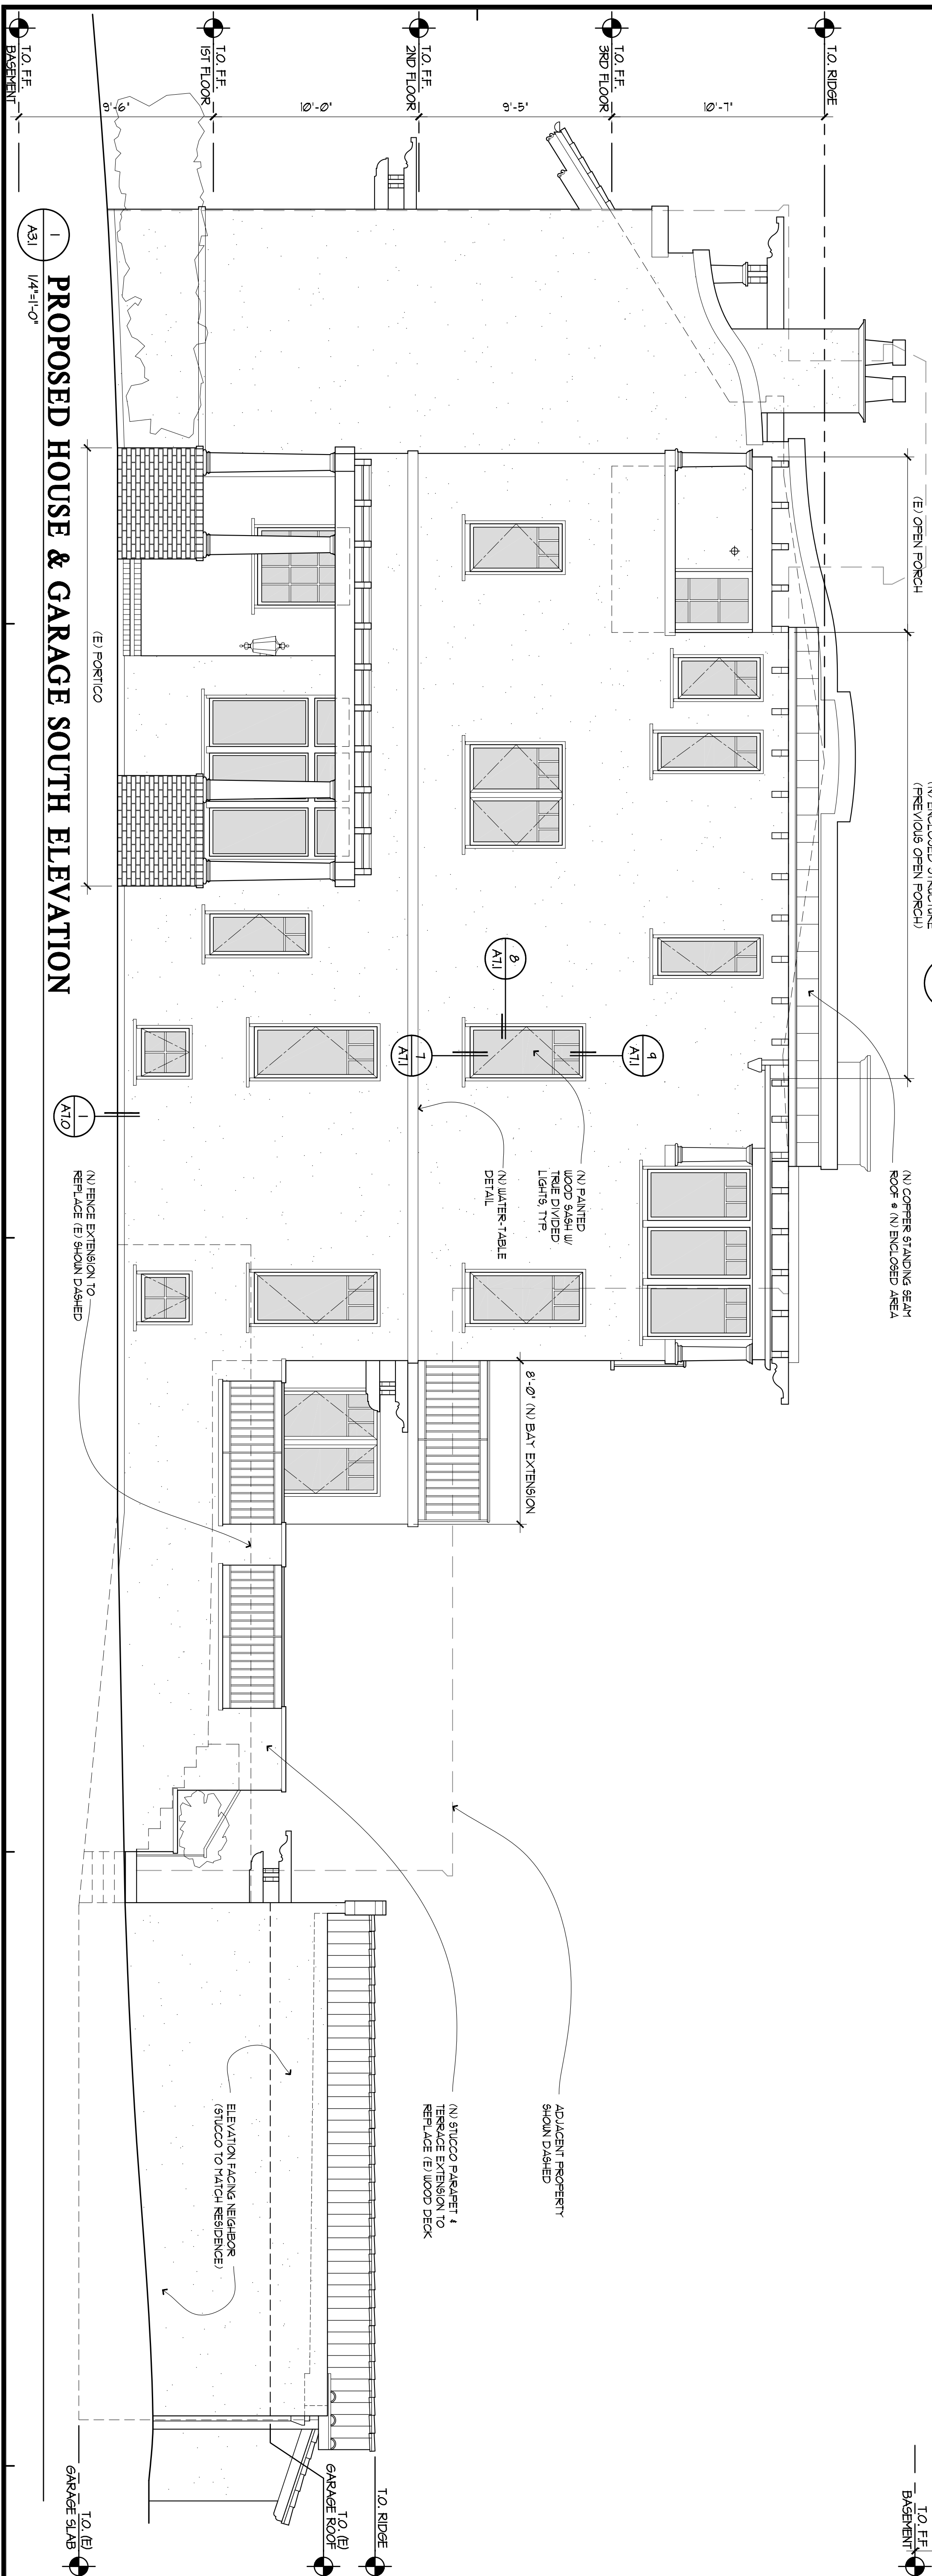 T.O. RIDGE
10'-7"
T.O. F.F.
3RD FLOOR
9'-5"
T.O. F.F.
2ND FLOOR
10'-0"
T.O. F.F.
1ST FLOOR
9'-6"
T.O. F.F.
BASEMENT
(E) OPEN PORCH
(N) ENCLOSED STRUCTURE
(PREVIOUS OPEN PORCH)
(N) COPPER STANDING SEAM
ROOF @ (N) ENCLOSED AREA
9
A7.1
8
A7.1
7
A7.1
(N) PAINTED
WOOD SASH W/
TRUE DIVIDED
LIGHTS, TYP.
(N) WATER-TABLE
DETAIL
8'-0" (N) BAY EXTENSION
ADJACENT PROPERTY
SHOWN DASHED
(N) STUCCO PARAPET &
TERRACE EXTENSION TO
REPLACE (E) WOOD DECK
ELEVATION FACING NEIGHBOR
(STUCCO TO MATCH RESIDENCE)
T.O. RIDGE
T.O. (E)
GARAGE ROOF
T.O. (E)
GARAGE SLAB
(E) PORTICO
1
A7.0
(N) FENCE EXTENSION TO
REPLACE (E) SHOWN DASHED
1
A3.1
PROPOSED HOUSE & GARAGE SOUTH ELEVATION
1/4"=1'-0"
T.O. F.F.
BASEMENT